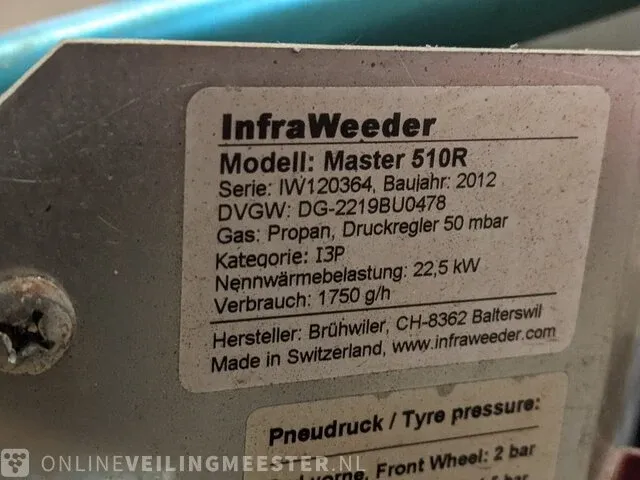 InfraWeeder
Modell: Master 510R
Serie: IW120364, Baujahr: 2012
DVGW: DG-2219BU0478
Gas: Propan, Druckregler 50 mbar
Kategorie: I3P
Nennwärmebelastung: 22,5 kW
Verbrauch: 1750 g/h
Hersteller: Brühwiler, CH-8362 Balterswil
Made in Switzerland, www.infraweeder.com
Pneudruck / Tyre pressure:
vorne, Front Wheel: 2 bar
bar
ONLINEVEILINGMEESTER.NL